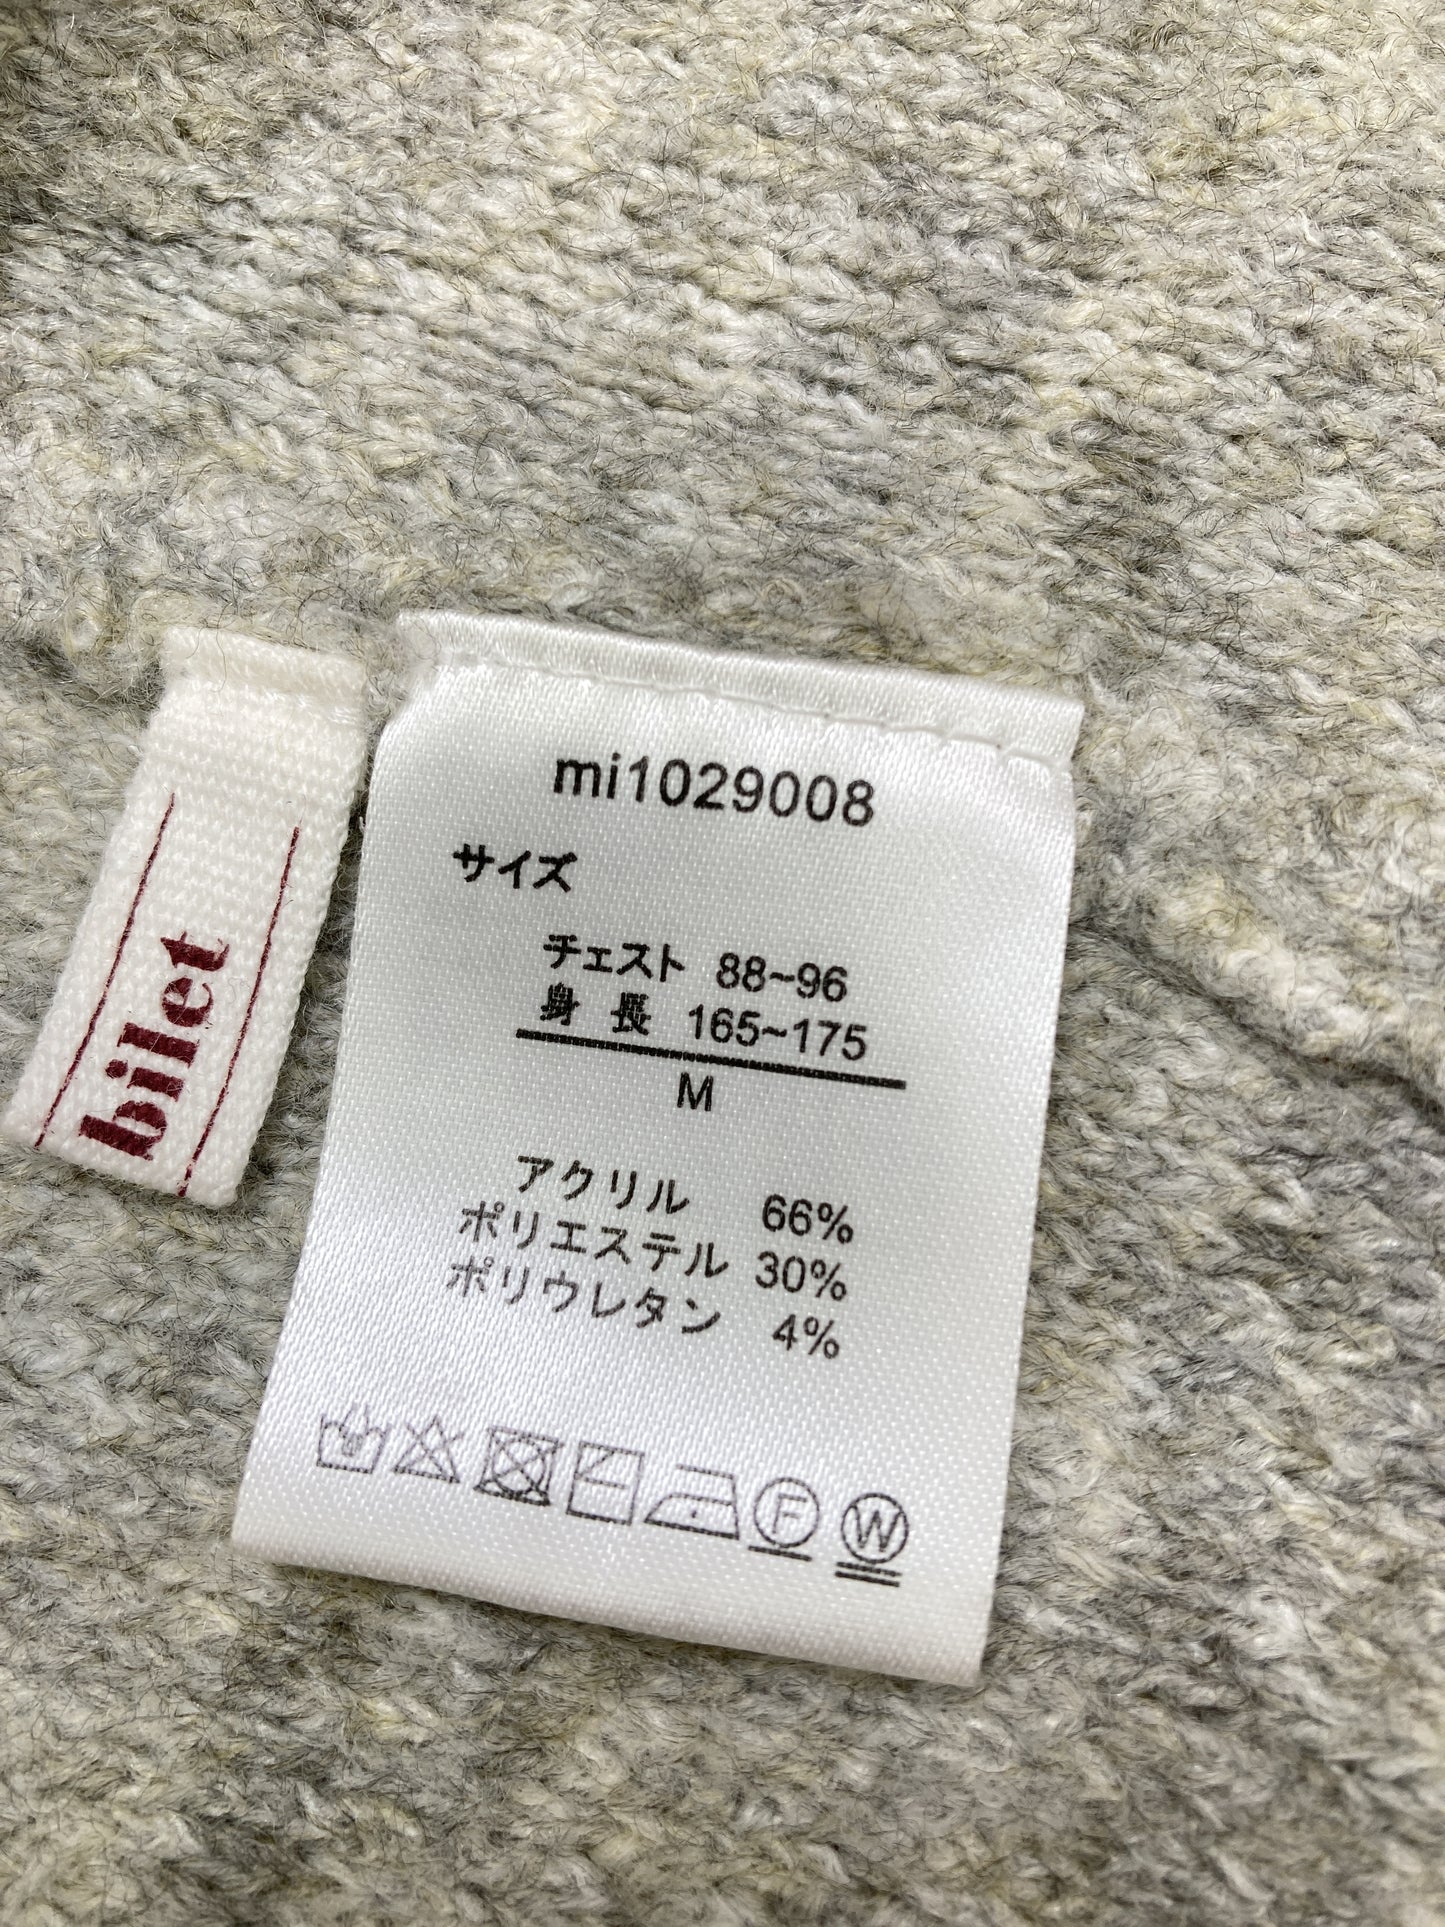 bilet
mi1029008
サイズ
チェスト 88~96
身 長 165~175
M
アクリル 66%
ポリエステル 30%
ポリウレタン 4%
F W